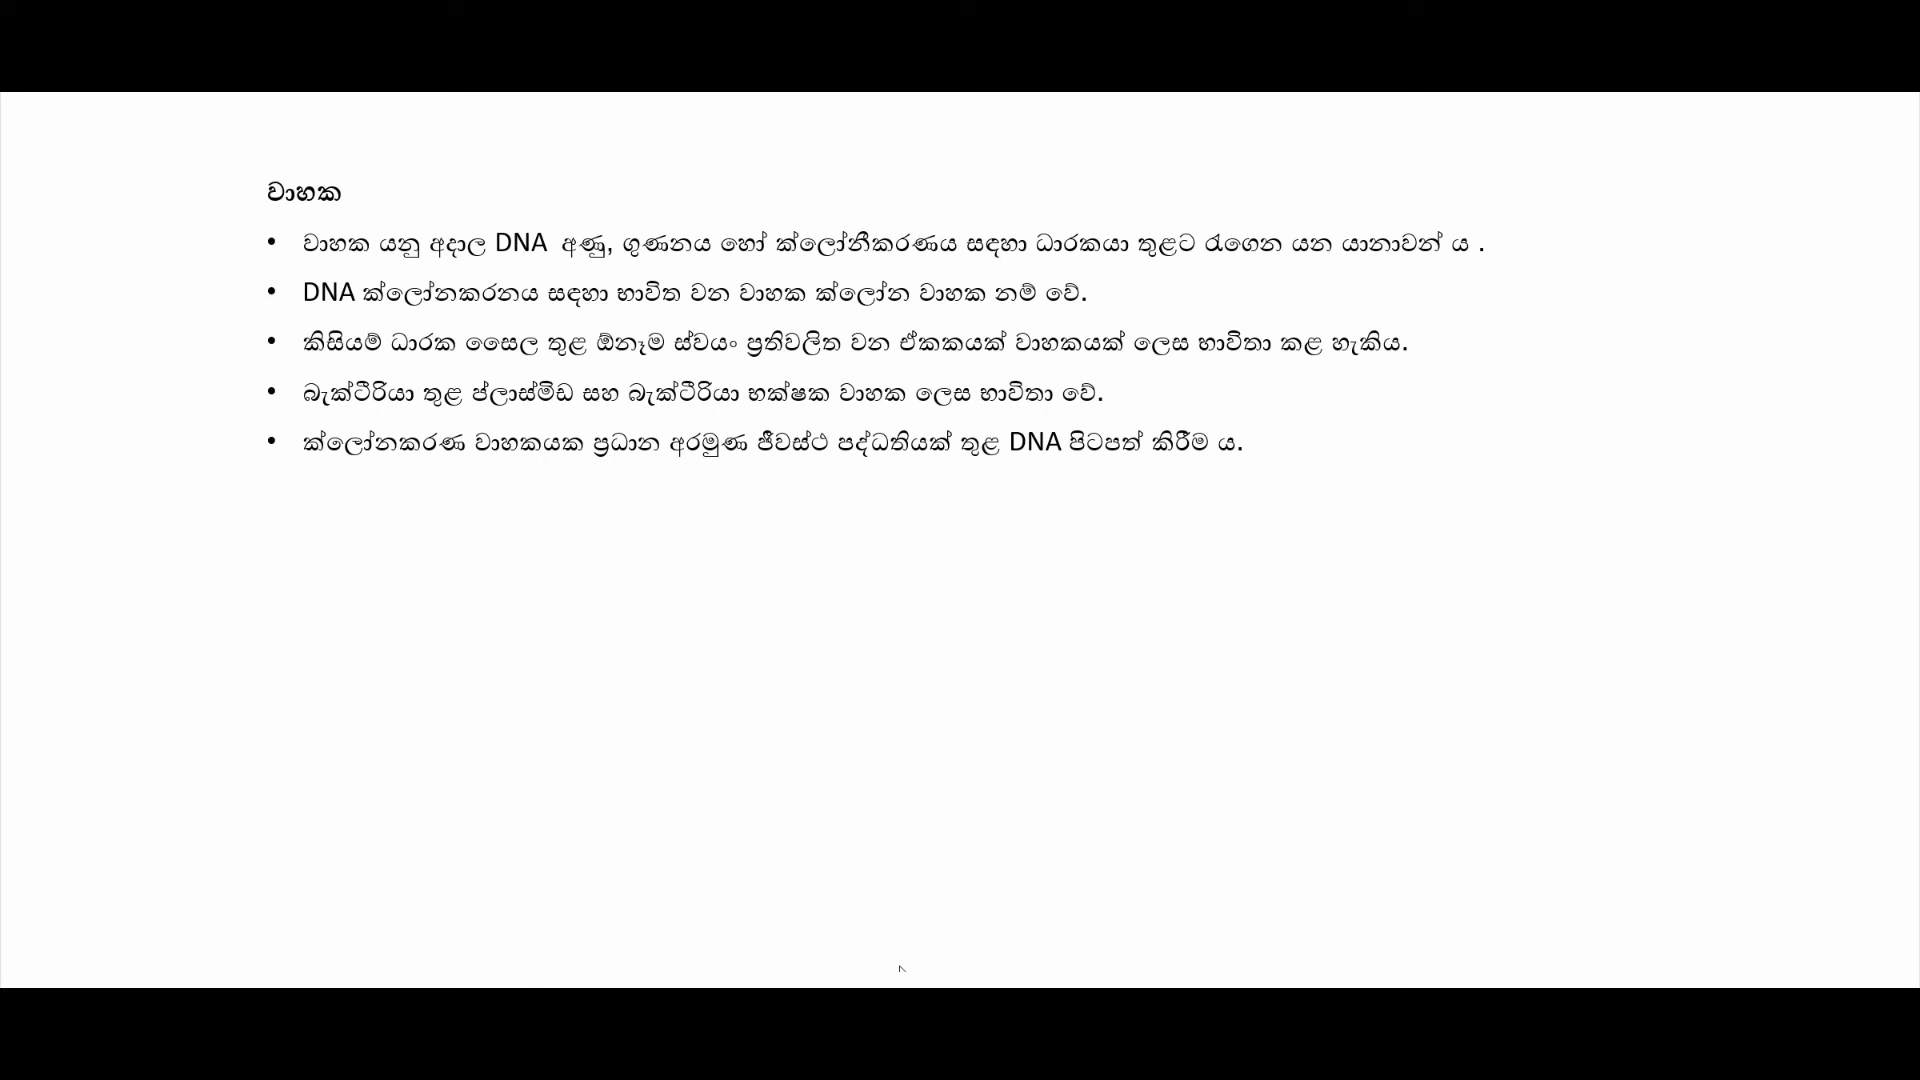 වාහක
• වාහක යනු අදාල DNA  අණු, ගුණනය හෝ ක්ලෝනීකරණය සඳහා ධාරකයා තුළට රැගෙන යන යානාවන් ය .
• DNA ක්ලෝනකරනය සඳහා භාවිත වන වාහක ක්ලෝන වාහක නම් වේ.
• කිසියම් ධාරක සෛල තුළ ඕනෑම ස්වයං ප්‍රතිවලිත වන ඒකකයක් වාහකයක් ලෙස භාවිතා කළ හැකිය.
• බැක්ටීරියා තුළ ප්ලාස්මිඩ සහ බැක්ටීරියා භක්ෂක වාහක ලෙස භාවිතා වේ.
• ක්ලෝනකරණ වාහකයක ප්‍රධාන අරමුණ ජීවස්ථ පද්ධතියක් තුළ DNA පිටපත් කිරීම ය.